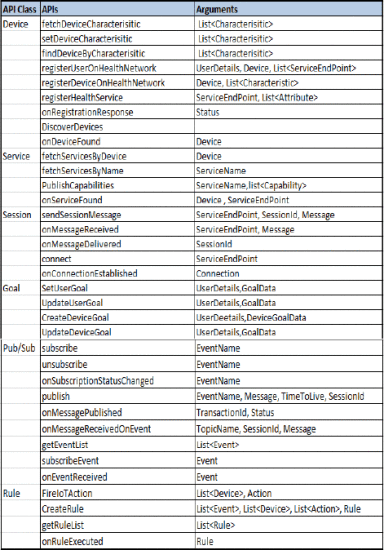 API Class APIs Arguments
Device fetchDeviceCharacterisitic List<Characterisitic>
setDeviceCharacterisitic List<Characterisitic>
findDeviceByCharacterisitic List<Characterisitic>
registerUserOnHealthNetwork UserDetails, Device, List<ServiceEndPoint>
registerDeviceOnHealthNetwork Device, List<Characteristic>
registerHealthService ServiceEndPoint, List<Attribute>
onRegistrationResponse Status
DiscoverDevices
onDeviceFound Device
Service fetchServicesByDevice Device
fetchServicesByName ServiceName
PublishCapabilities ServiceName,list<Capability>
onServiceFound Device , ServiceEndPoint
Session sendSessionMessage ServiceEndPoint, SessionId, Message
onMessageReceived ServiceEndPoint, Message
onMessageDelivered SessionId
connect ServiceEndPoint
onConnectionEstablished Connection
Goal SetUserGoal UserDetails,GoalData
UpdateUserGoal UserDetails,GoalData
CreateDeviceGoal UserDeetails,DeviceGoalData
UpdateDeviceGoal UserDetails,GoalData
Pub/Sub subscribe EventName
unsubscribe EventName
onSubscriptionStatusChanged EventName
publish EventName, Message, TimeToLive, SessionId
onMessagePublished TransactionId, Status
onMessageReceivedOnEvent TopicName, SessionId, Message
getEventList List<Event>
subscribeEvent Event
onEventReceived Event
Rule FireIoTAction List<Device>, Action
CreateRule List<Event>, List<Device>, List<Action>, Rule
getRuleList List<Rule>
onRuleExecuted Rule